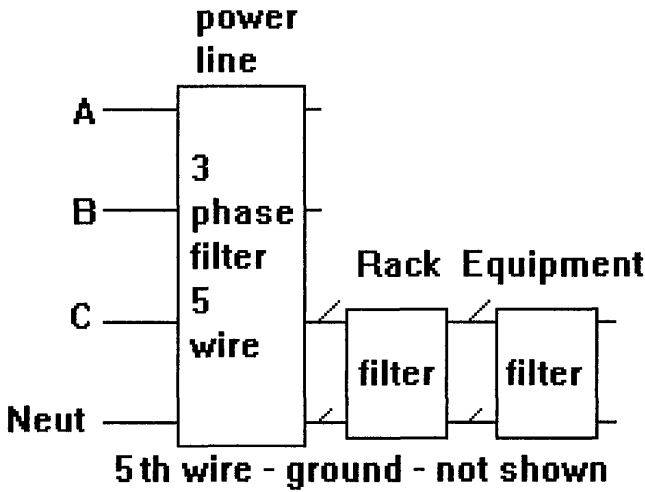 power
line
A
3
phase
B
filter
Rack Equipment
5
C
wire
filter
filter
Neut
5th wire - ground - not shown